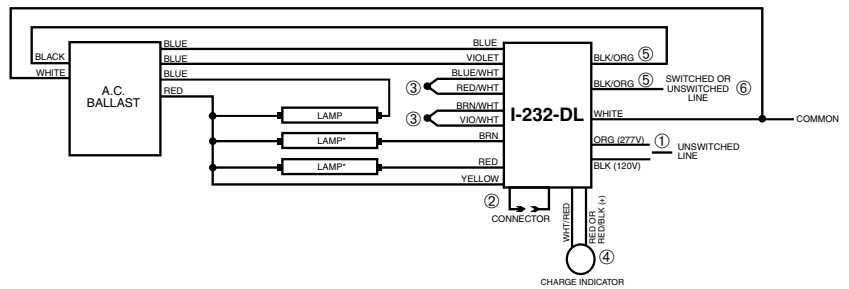 BLACK
WHITE
A.C.
BALLAST
BLUE
BLUE
BLUE
RED
BLUE
VIOLET
BLUE/WHT
③
RED/WHT
BRN/WHT
③
VIO/WHT
LAMP
BRN
LAMP*
RED
LAMP*
YELLOW
I-232-DL
BLK/ORG ⑤
BLK/ORG ⑤
SWITCHED OR
UNSWITCHED ⑥
LINE
WHITE
COMMON
ORG (277V) ①
UNSWITCHED
LINE
BLK (120V)
②
CONNECTOR
WHT/RED
RED OR
RED/BLK (+)
④
CHARGE INDICATOR